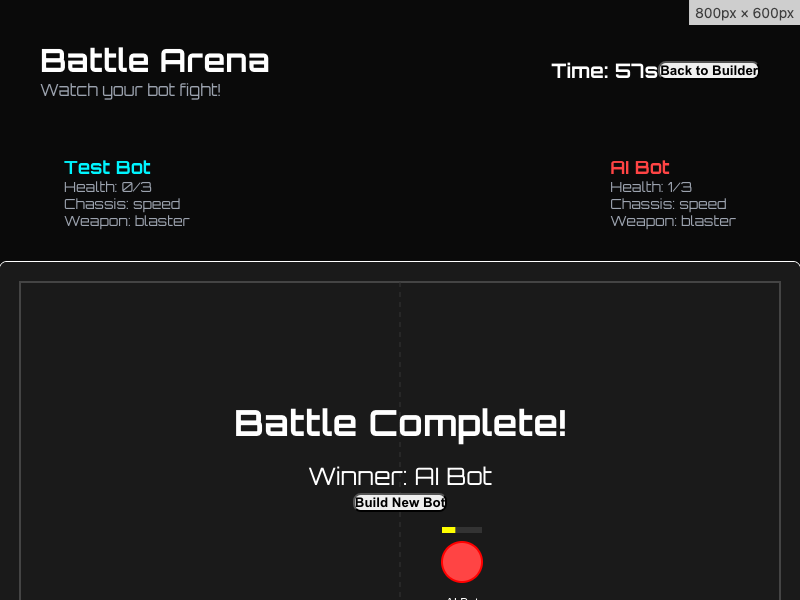 800px × 600px
Battle Arena
Watch your bot fight!
Time: 57s
Back to Builder
Test Bot
Health: 0/3
Chassis: speed
Weapon: blaster
AI Bot
Health: 1/3
Chassis: speed
Weapon: blaster
Battle Complete!
Winner: AI Bot
Build New Bot
AI Bot